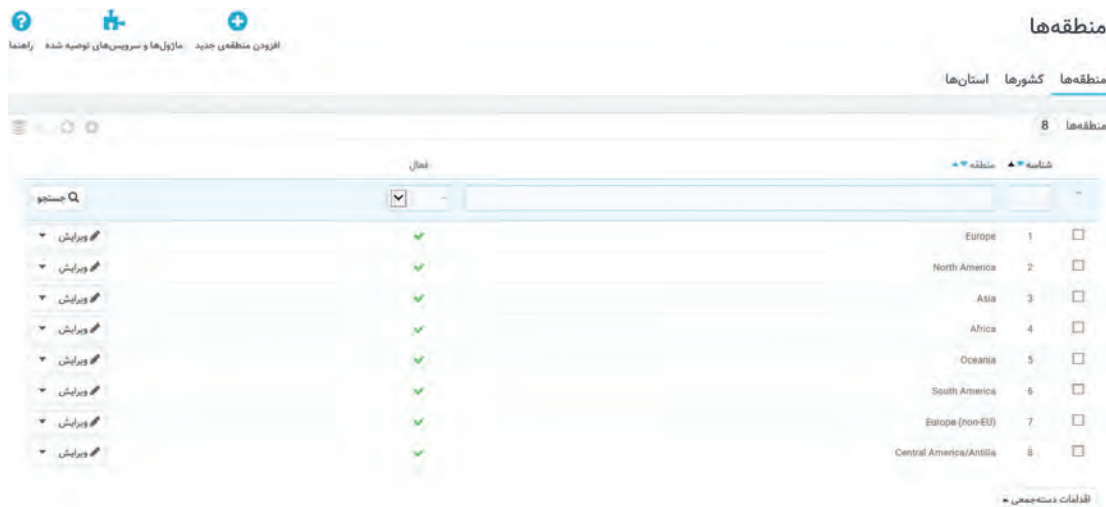 منطقه‌ها
افزودن منطقه‌ی جدید ماژول‌ها و سرویس‌های توصیه شده راهنما
منطقه‌ها کشورها استان‌ها
منطقه‌ها 8
شناسه منطقه فعال
- - جستجو
1 Europe ویرایش
2 North America ویرایش
3 Asia ویرایش
4 Africa ویرایش
5 Oceania ویرایش
6 South America ویرایش
7 Europe (non-EU) ویرایش
8 Central America/Antilla ویرایش
اقدامات دسته‌جمعی